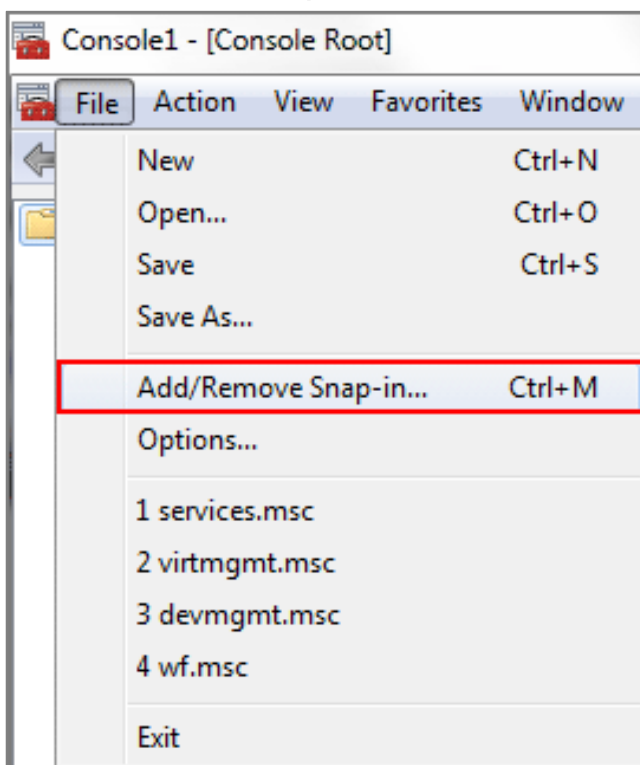 Console1 - [Console Root]
File Action View Favorites Window
New Ctrl+N
Open... Ctrl+O
Save Ctrl+S
Save As...
Add/Remove Snap-in... Ctrl+M
Options...
1 services.msc
2 virtmgmt.msc
3 devmgmt.msc
4 wf.msc
Exit